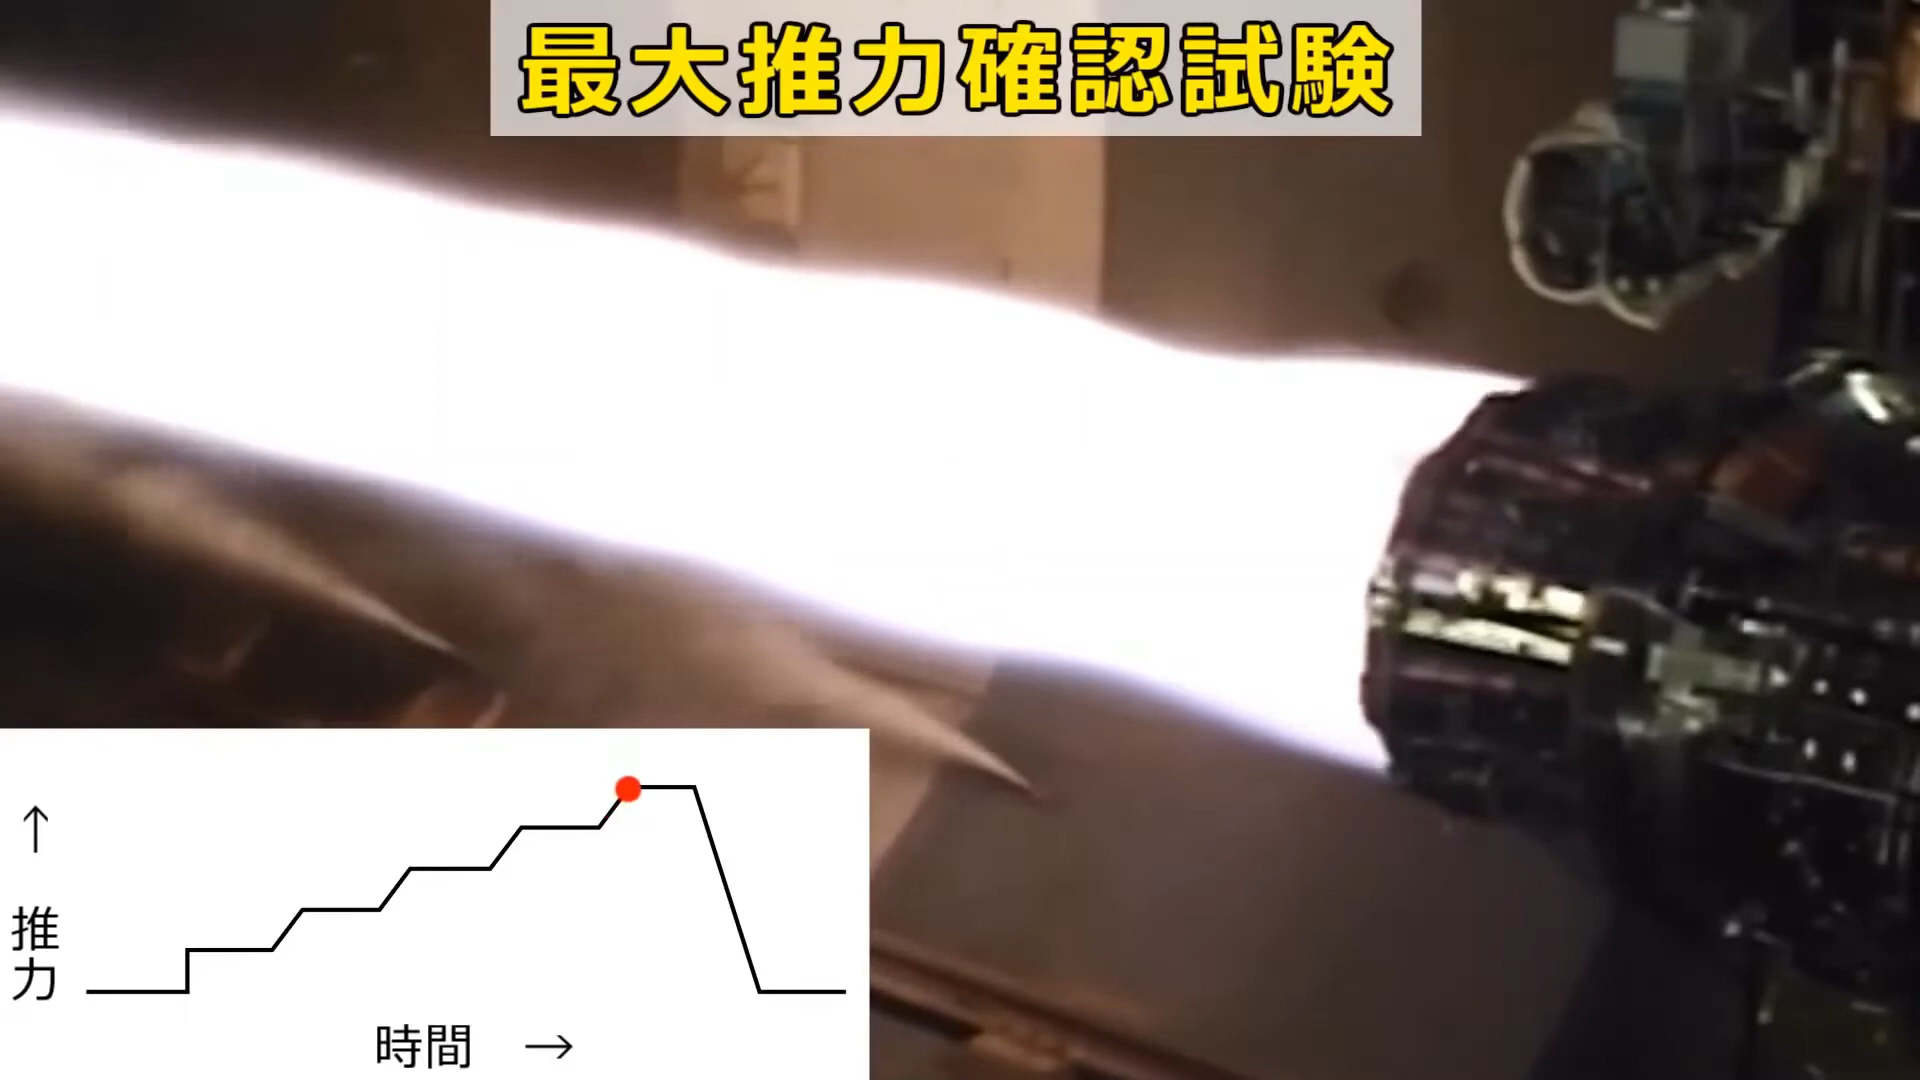 最大推力確認試験
↑
推力
時間 →